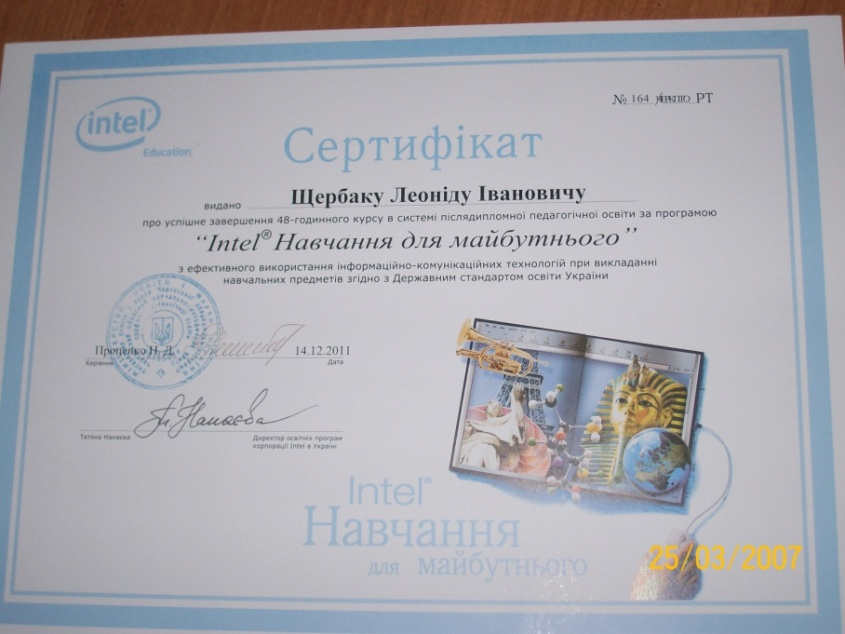 № 164 РТ
intel
Education
Сертифікат
видано Щербаку Леоніду Івановичу
про успішне завершення 48-годинного курсу в системі післядипломної педагогічної освіти за програмою
“Intel® Навчання для майбутнього”
з ефективного використання інформаційно-комунікаційних технологій при викладанні
навчальних предметів згідно з Державним стандартом освіти України
Проценко Н. Д. 14.12.2011
Керівник Дата
Тетяна Нанаєва Директор освітніх програм
корпорації Intel в Україні
Intel®
Навчання
для майбутнього
25/03/2007